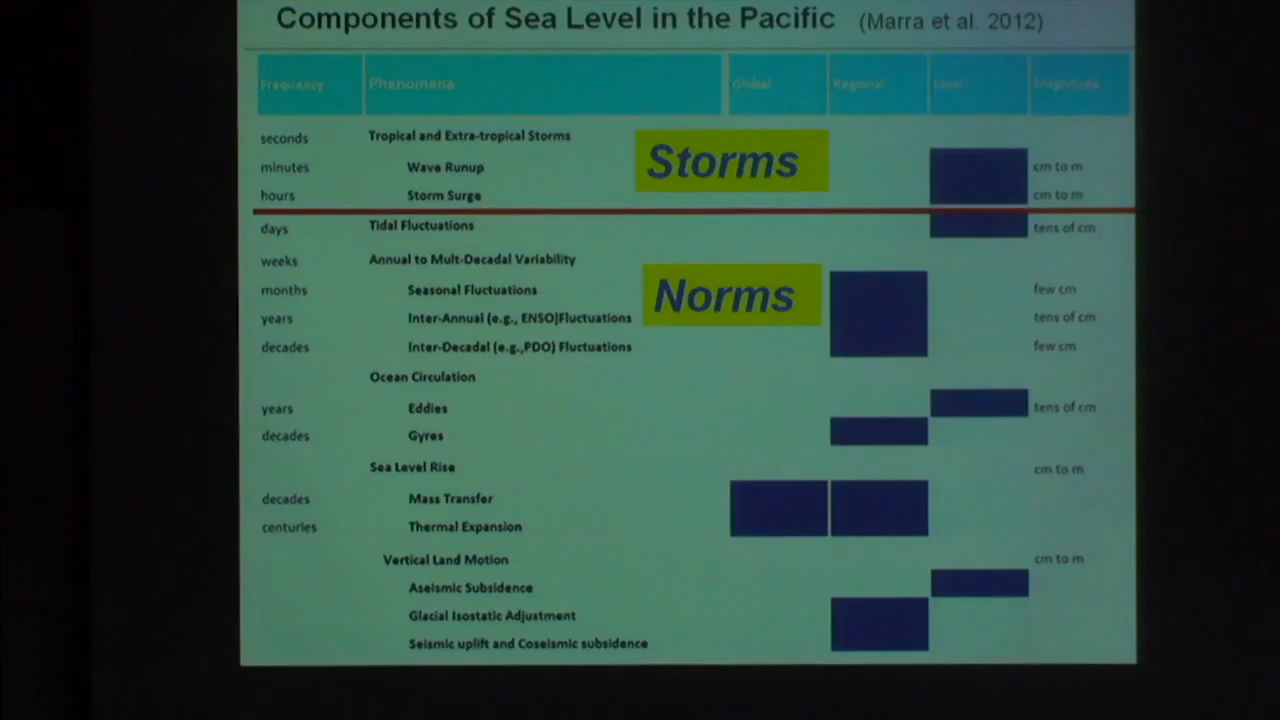 Components of Sea Level in the Pacific (Marra et al. 2012)
Frequency Phenomena Global Regional Local Magnitude
seconds Tropical and Extra-tropical Storms
Storms
minutes Wave Runup cm to m
hours Storm Surge cm to m
days Tidal Fluctuations tens of cm
weeks Annual to Mult-Decadal Variability
Norms
months Seasonal Fluctuations few cm
years Inter-Annual (e.g., ENSO)Fluctuations tens of cm
decades Inter-Decadal (e.g.,PDO) Fluctuations few cm
Ocean Circulation
years Eddies tens of cm
decades Gyres
Sea Level Rise cm to m
decades Mass Transfer
centuries Thermal Expansion
Vertical Land Motion cm to m
Aseismic Subsidence
Glacial Isostatic Adjustment
Seismic uplift and Coseismic subsidence